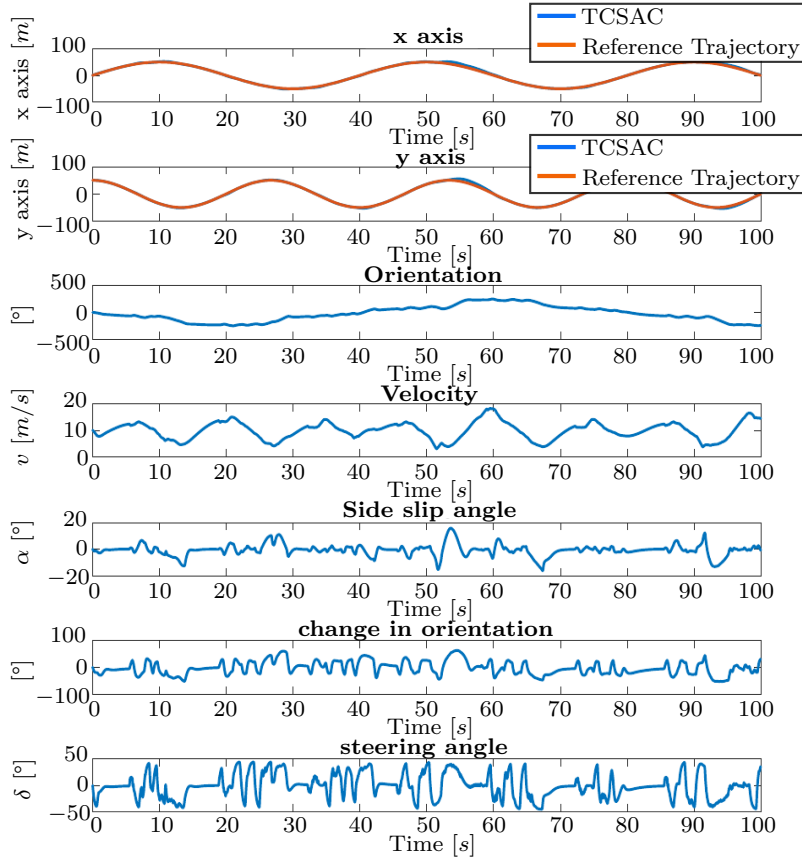 TCSAC
Reference Trajectory
x axis
x axis [m]
100
0
−100
0 10 20 30 40 50 60 70 80 90 100
Time [s]
TCSAC
Reference Trajectory
y axis
y axis [m]
100
0
−100
0 10 20 30 40 50 60 70 80 90 100
Time [s]
Orientation
[°]
500
0
−500
0 10 20 30 40 50 60 70 80 90 100
Time [s]
Velocity
v [m/s]
20
10
0
0 10 20 30 40 50 60 70 80 90 100
Time [s]
Side slip angle
α [°]
20
0
−20
0 10 20 30 40 50 60 70 80 90 100
Time [s]
change in orientation
[°]
100
0
−100
0 10 20 30 40 50 60 70 80 90 100
Time [s]
steering angle
δ [°]
50
0
−50
0 10 20 30 40 50 60 70 80 90 100
Time [s]